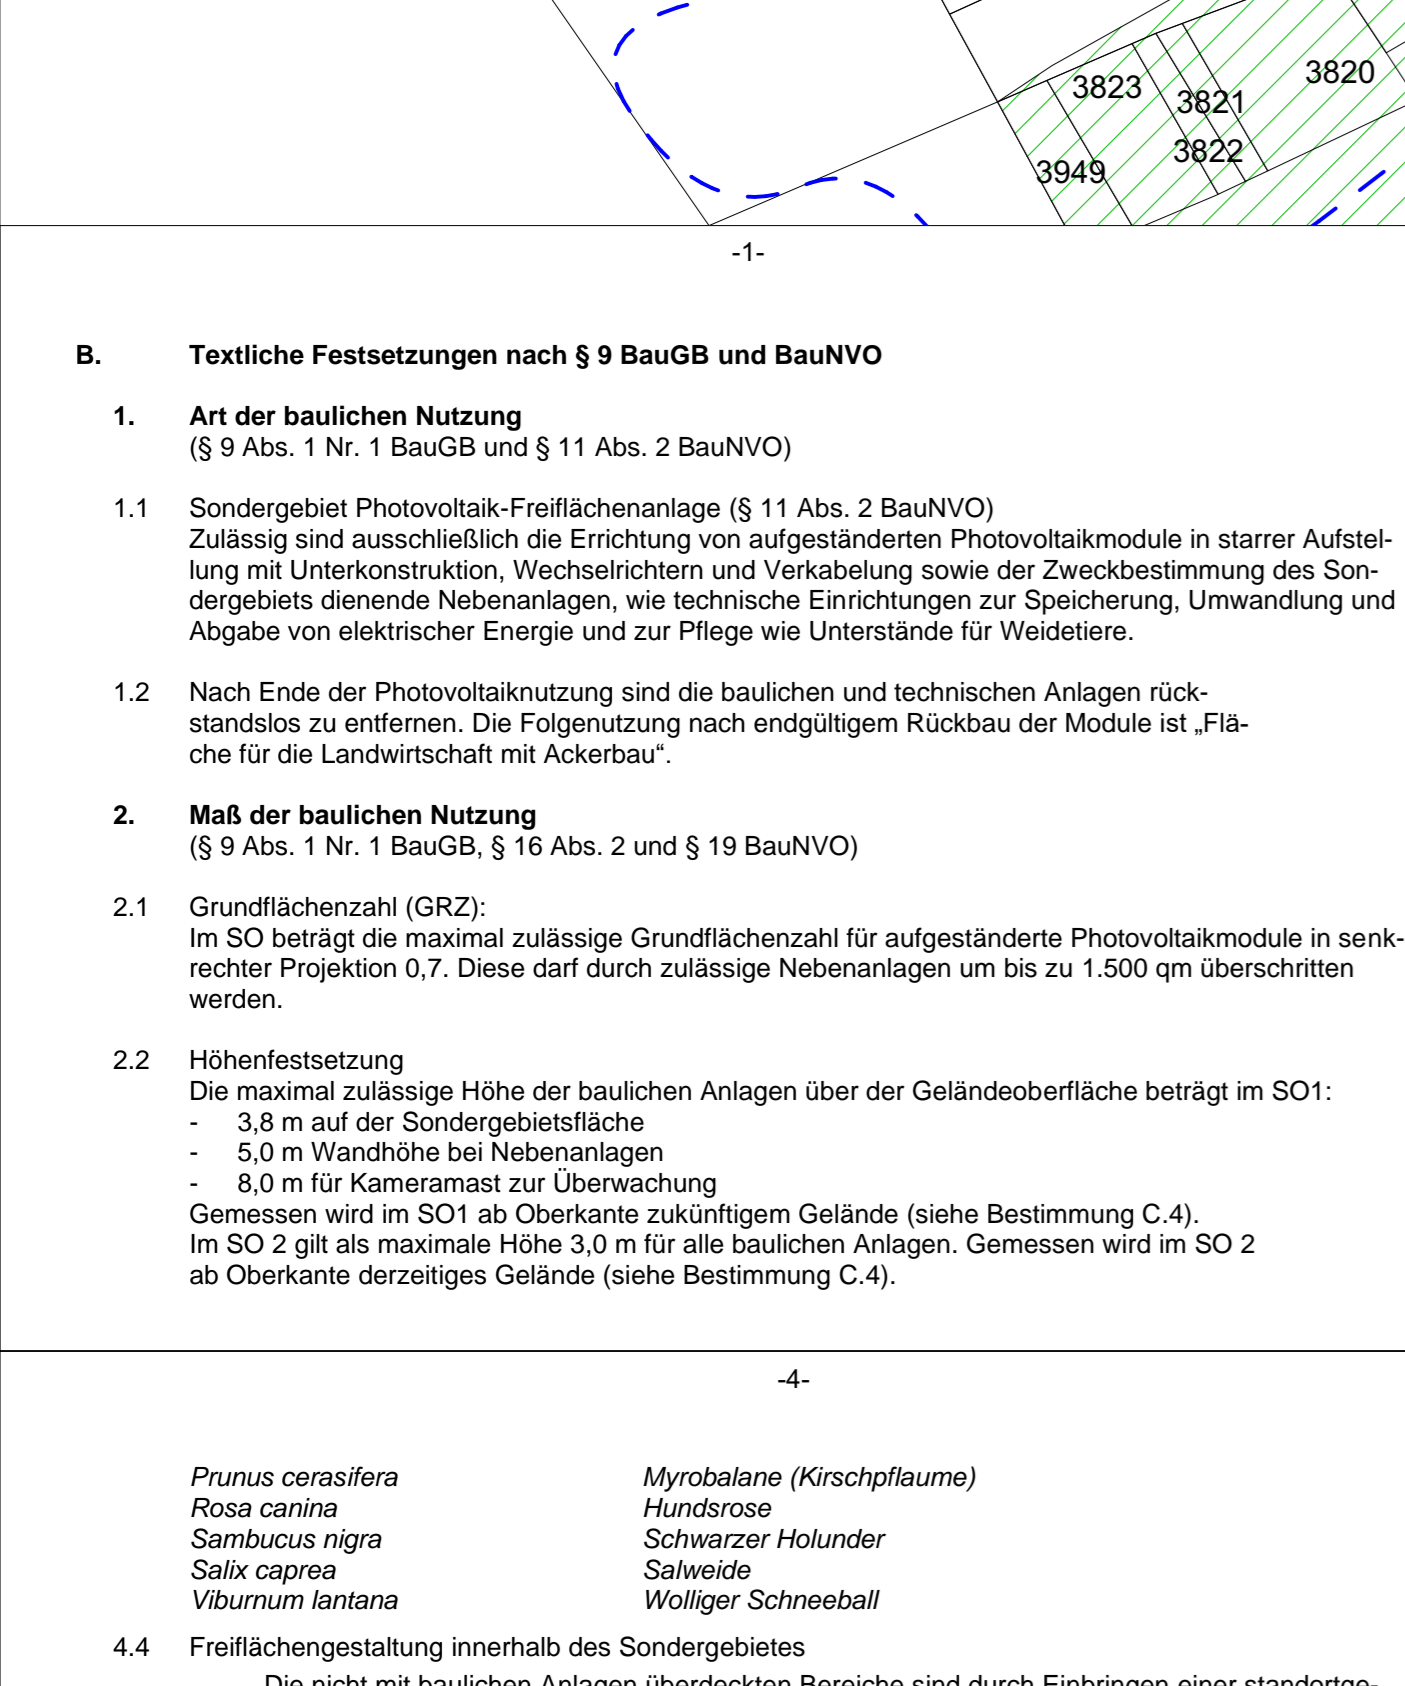 3820
3823
3821
3822
3949
-1-
B. Textliche Festsetzungen nach § 9 BauGB und BauNVO
1. Art der baulichen Nutzung
(§ 9 Abs. 1 Nr. 1 BauGB und § 11 Abs. 2 BauNVO)
1.1 Sondergebiet Photovoltaik-Freiflächenanlage (§ 11 Abs. 2 BauNVO)
Zulässig sind ausschließlich die Errichtung von aufgeständerten Photovoltaikmodule in starrer Aufstel-
lung mit Unterkonstruktion, Wechselrichtern und Verkabelung sowie der Zweckbestimmung des Son-
dergebiets dienende Nebenanlagen, wie technische Einrichtungen zur Speicherung, Umwandlung und
Abgabe von elektrischer Energie und zur Pflege wie Unterstände für Weidetiere.
1.2 Nach Ende der Photovoltaiknutzung sind die baulichen und technischen Anlagen rück-
standslos zu entfernen. Die Folgenutzung nach endgültigem Rückbau der Module ist „Flä-
che für die Landwirtschaft mit Ackerbau“.
2. Maß der baulichen Nutzung
(§ 9 Abs. 1 Nr. 1 BauGB, § 16 Abs. 2 und § 19 BauNVO)
2.1 Grundflächenzahl (GRZ):
Im SO beträgt die maximal zulässige Grundflächenzahl für aufgeständerte Photovoltaikmodule in senk-
rechter Projektion 0,7. Diese darf durch zulässige Nebenanlagen um bis zu 1.500 qm überschritten
werden.
2.2 Höhenfestsetzung
Die maximal zulässige Höhe der baulichen Anlagen über der Geländeoberfläche beträgt im SO1:
- 3,8 m auf der Sondergebietsfläche
- 5,0 m Wandhöhe bei Nebenanlagen
- 8,0 m für Kameramast zur Überwachung
Gemessen wird im SO1 ab Oberkante zukünftigem Gelände (siehe Bestimmung C.4).
Im SO 2 gilt als maximale Höhe 3,0 m für alle baulichen Anlagen. Gemessen wird im SO 2
ab Oberkante derzeitiges Gelände (siehe Bestimmung C.4).
-4-
Prunus cerasifera Myrobalane (Kirschpflaume)
Rosa canina Hundsrose
Sambucus nigra Schwarzer Holunder
Salix caprea Salweide
Viburnum lantana Wolliger Schneeball
4.4 Freiflächengestaltung innerhalb des Sondergebietes
Die nicht mit baulichen Anlagen überdeckten Bereiche sind durch Einbringen einer standortge-